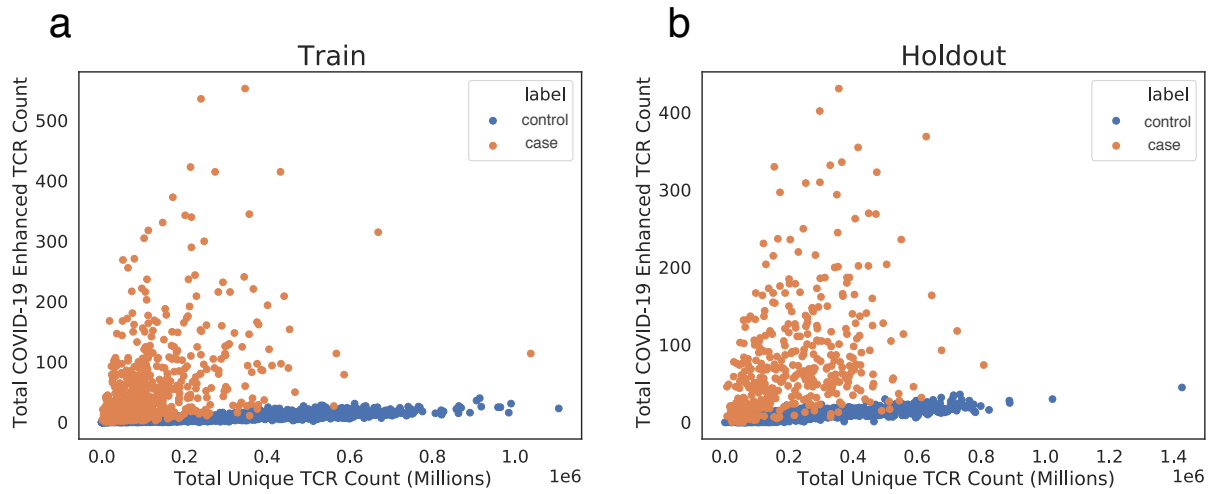 a
Train
Total COVID-19 Enhanced TCR Count
500
400
300
200
100
0
label
control
case
0.0 0.2 0.4 0.6 0.8 1.0
1e6
Total Unique TCR Count (Millions)
b
Holdout
Total COVID-19 Enhanced TCR Count
400
300
200
100
0
label
control
case
0.0 0.2 0.4 0.6 0.8 1.0 1.2 1.4
1e6
Total Unique TCR Count (Millions)